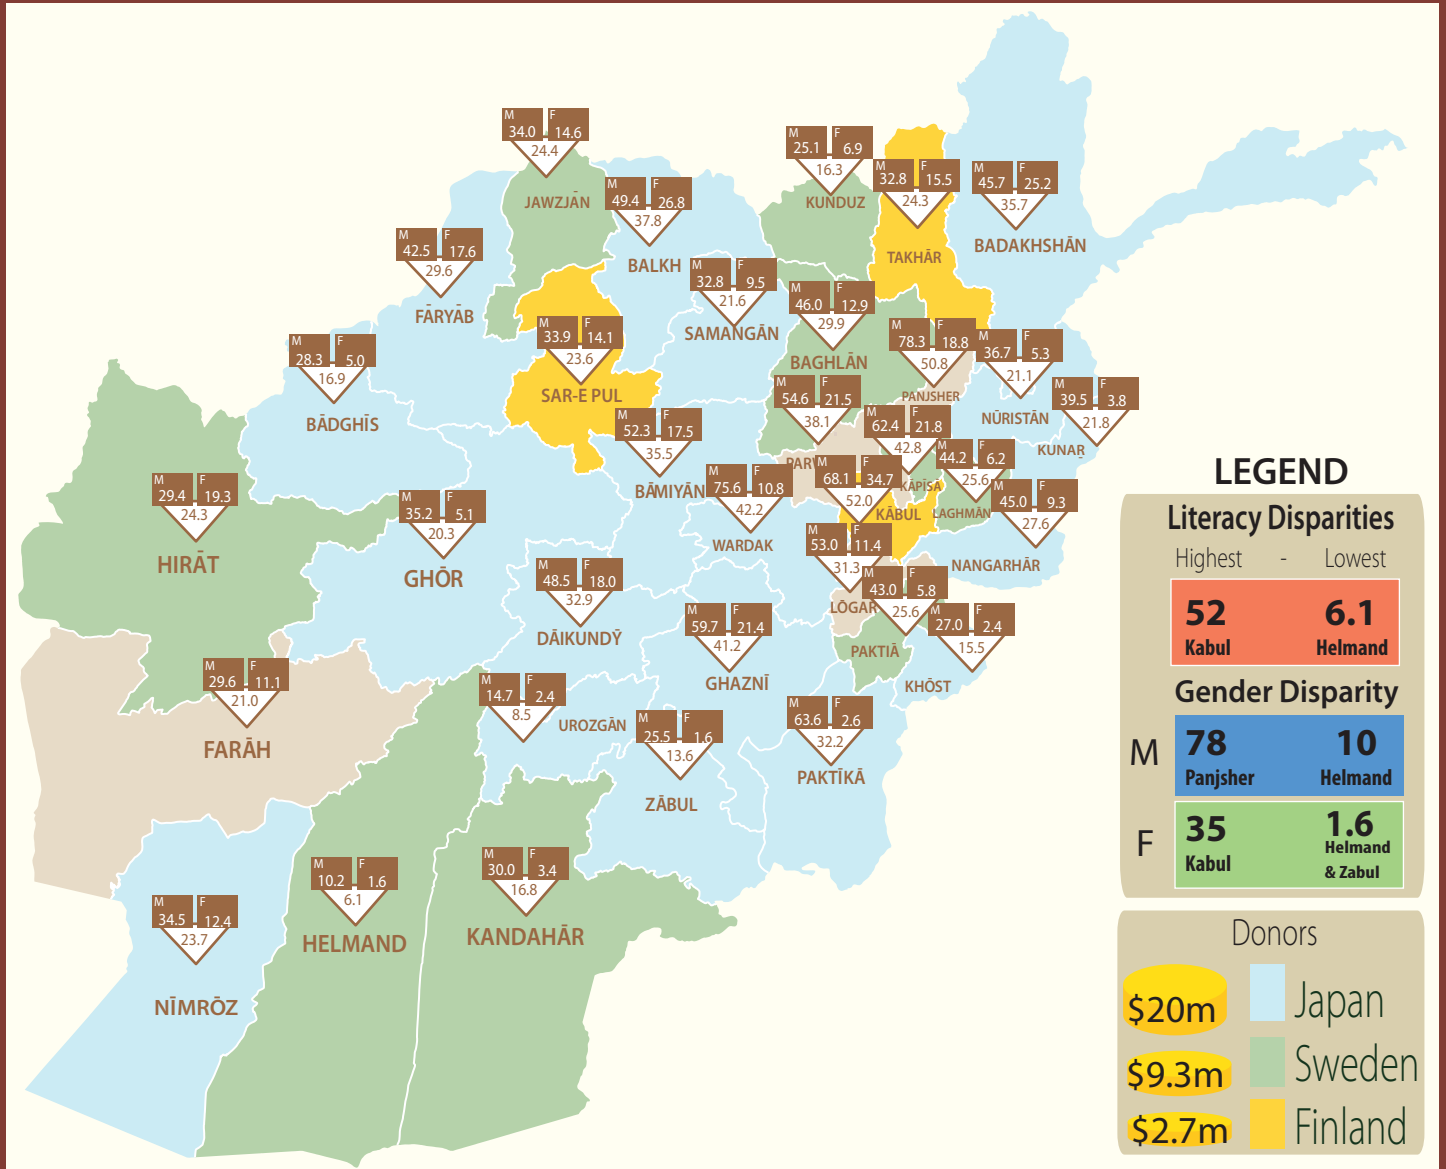 M F
34.0 14.6
24.4
JAWZJĀN
M F
49.4 26.8
37.8
BALKH
M F
25.1 6.9
16.3
KUNDUZ
M F
32.8 15.5
24.3
TAKHĀR
M F
45.7 25.2
35.7
BADAKHSHĀN
M F
42.5 17.6
29.6
FĀRYĀB
M F
32.8 9.5
21.6
SAMANGĀN
M F
46.0 12.9
29.9
BAGHLĀN
M F
33.9 14.1
23.6
SAR-E PUL
M F
78.3 18.8
50.8
PANJSHER
M F
36.7 5.3
21.1
NŪRISTĀN
M F
28.3 5.0
16.9
BĀDGHĪS
M F
54.6 21.5
38.1
PAR
M F
39.5 3.8
21.8
KUNAR
M F
52.3 17.5
35.5
BĀMIYĀN
M F
62.4 21.8
42.8
KĀPĪSĀ
M F
44.2 6.2
25.6
LAGHMĀN
M F
68.1 34.7
52.0
KĀBUL
M F
75.6 10.8
42.2
WARDAK
M F
29.4 19.3
24.3
HIRĀT
M F
35.2 5.1
20.3
GHŌR
M F
45.0 9.3
27.6
NANGARHĀR
M F
53.0 11.4
31.3
LŌGAR
M F
48.5 18.0
32.9
DĀIKUNDȲ
M F
43.0 5.8
25.6
PAKTIĀ
M F
59.7 21.4
41.2
GHAZNĪ
M F
27.0 2.4
15.5
KHŌST
M F
29.6 11.1
21.0
FARĀH
M F
14.7 2.4
8.5
UROZGĀN
M F
25.5 1.6
13.6
ZĀBUL
M F
63.6 2.6
32.2
PAKTĪKĀ
M F
34.5 12.4
23.7
NĪMRŌZ
M F
10.2 1.6
6.1
HELMAND
M F
30.0 3.4
16.8
KANDAHĀR
LEGEND
Literacy Disparities
Highest - Lowest
52 6.1
Kabul Helmand
Gender Disparity
M 78 10
Panjsher Helmand
F 35 1.6
Kabul Helmand
& Zabul
Donors
$20m Japan
$9.3m Sweden
$2.7m Finland